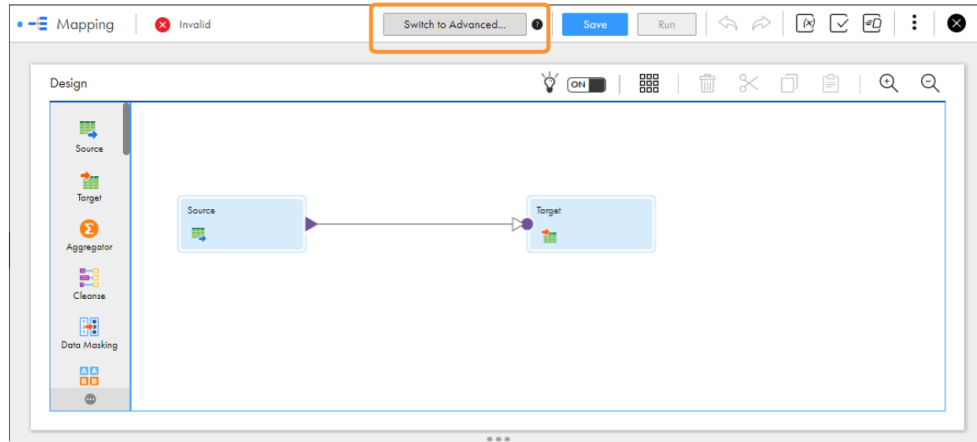 Mapping
Invalid
Switch to Advanced...
?
Save
Run
(x)
Design
ON
Source
Target
Aggregator
Σ
Cleanse
Data Masking
A A
B B
Source
Target